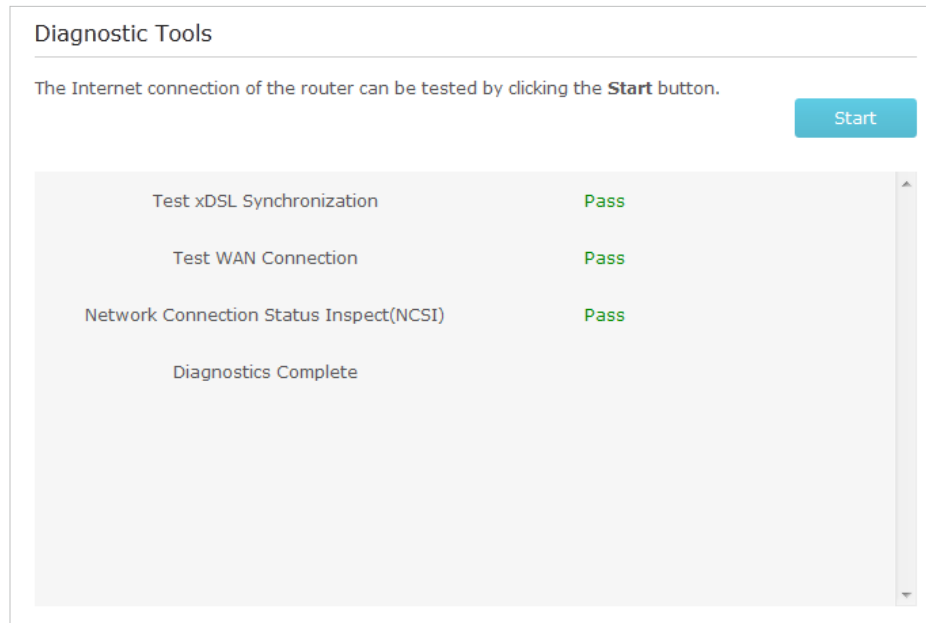 Diagnostic Tools
The Internet connection of the router can be tested by clicking the Start button.
Start
Test xDSL Synchronization Pass
Test WAN Connection Pass
Network Connection Status Inspect(NCSI) Pass
Diagnostics Complete